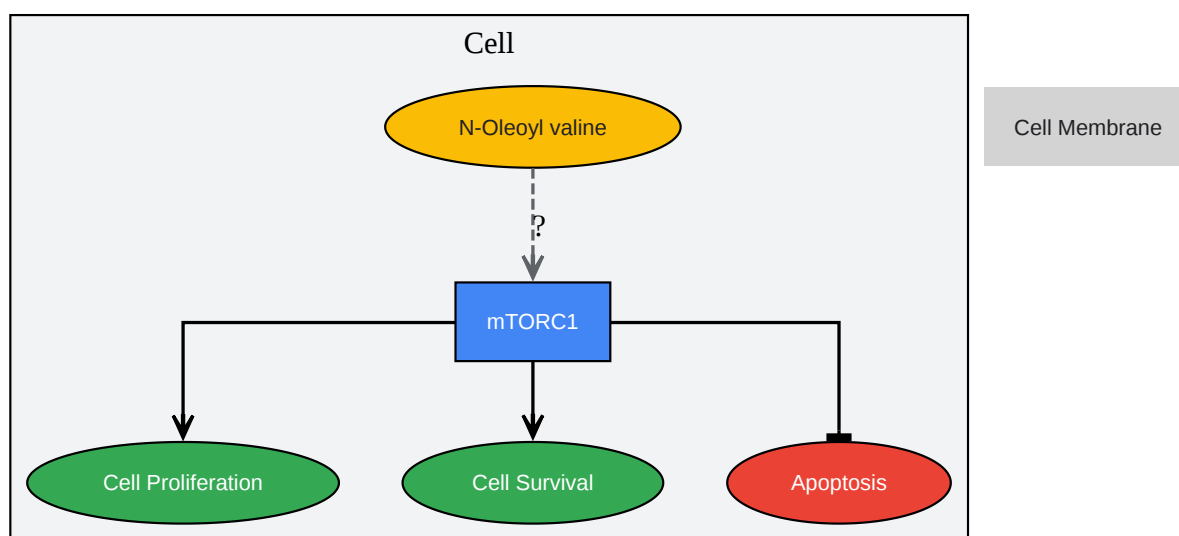 Cell
N-Oleoyl valine
Cell Membrane
?
mTORC1
Cell Proliferation
Cell Survival
Apoptosis